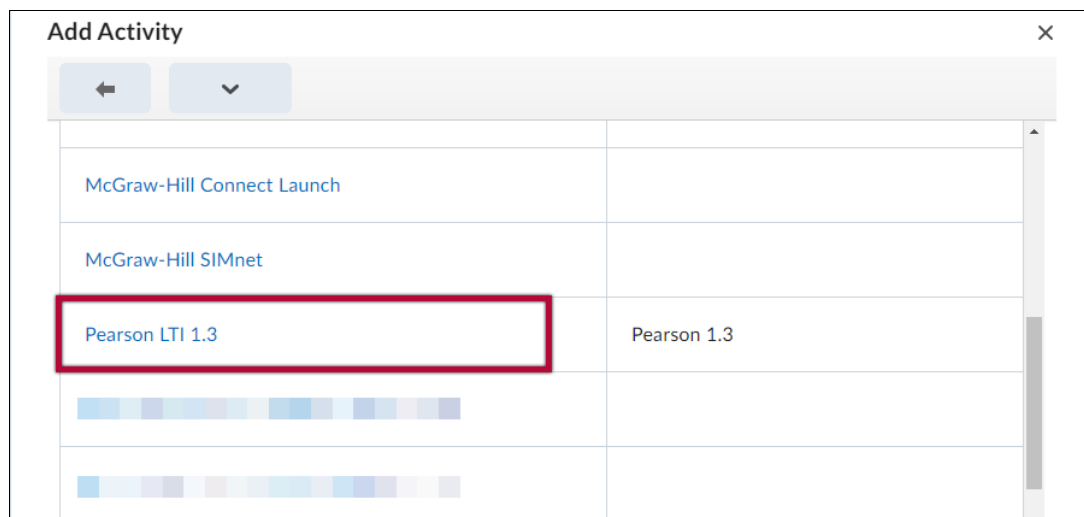 Add Activity
McGraw-Hill Connect Launch
McGraw-Hill SIMnet
Pearson LTI 1.3 Pearson 1.3